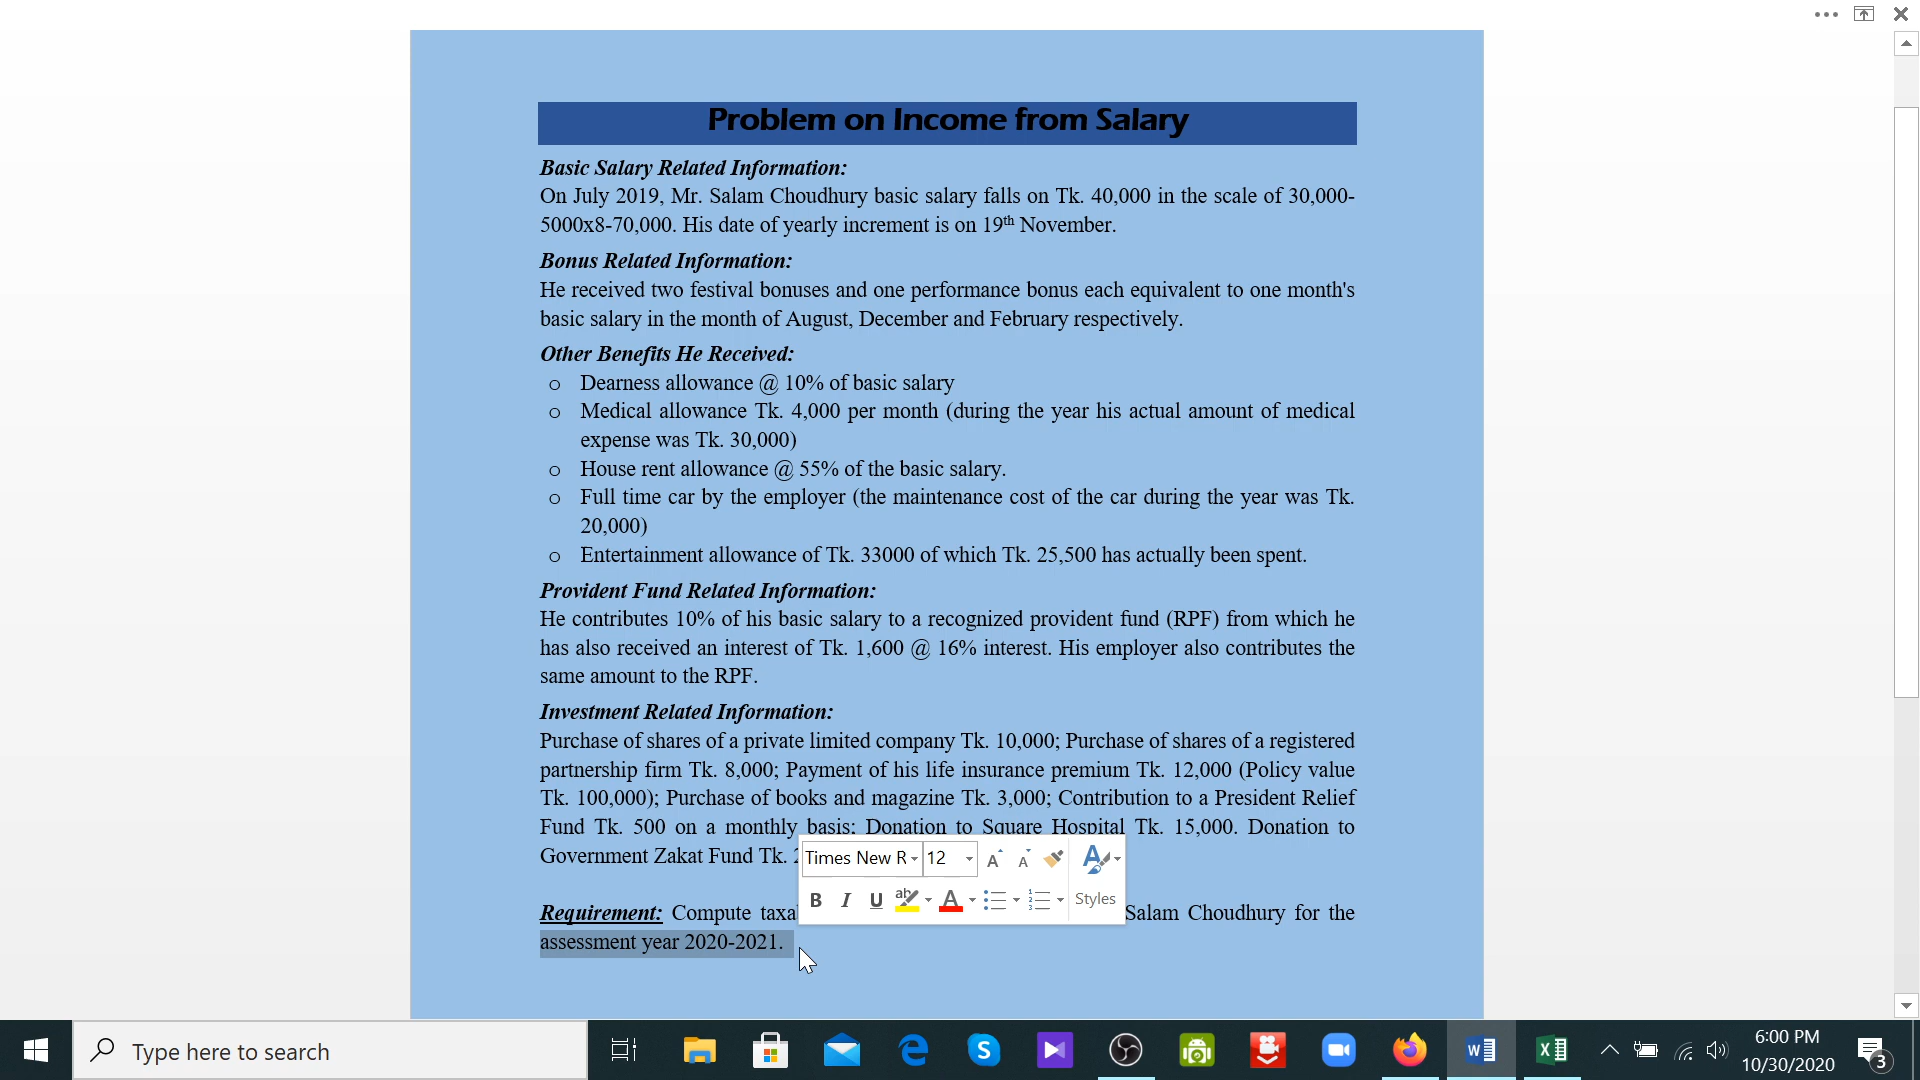 Problem on Income from Salary
Basic Salary Related Information:
On July 2019, Mr. Salam Choudhury basic salary falls on Tk. 40,000 in the scale of 30,000-
5000x8-70,000. His date of yearly increment is on 19th November.
Bonus Related Information:
He received two festival bonuses and one performance bonus each equivalent to one month's
basic salary in the month of August, December and February respectively.
Other Benefits He Received:
o Dearness allowance @ 10% of basic salary
o Medical allowance Tk. 4,000 per month (during the year his actual amount of medical
expense was Tk. 30,000)
o House rent allowance @ 55% of the basic salary.
o Full time car by the employer (the maintenance cost of the car during the year was Tk.
20,000)
o Entertainment allowance of Tk. 33000 of which Tk. 25,500 has actually been spent.
Provident Fund Related Information:
He contributes 10% of his basic salary to a recognized provident fund (RPF) from which he
has also received an interest of Tk. 1,600 @ 16% interest. His employer also contributes the
same amount to the RPF.
Investment Related Information:
Purchase of shares of a private limited company Tk. 10,000; Purchase of shares of a registered
partnership firm Tk. 8,000; Payment of his life insurance premium Tk. 12,000 (Policy value
Tk. 100,000); Purchase of books and magazine Tk. 3,000; Contribution to a President Relief
Fund Tk. 500 on a monthly basis; Donation to Square Hospital Tk. 15,000. Donation to
Government Zakat Fund Tk.
Times New R 12
B I U Styles
Requirement: Compute Salam Choudhury for the
assessment year 2020-2021.
Type here to search
6:00 PM
10/30/2020
3